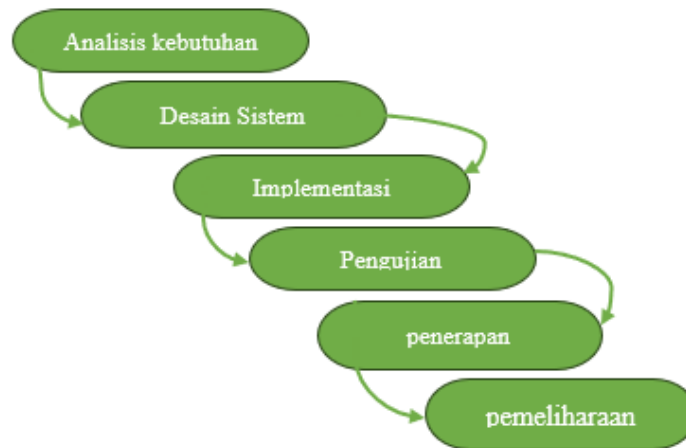 Analisis kebutuhan
Desain Sistem
Implementasi
Pengujian
penerapan
pemeliharaan